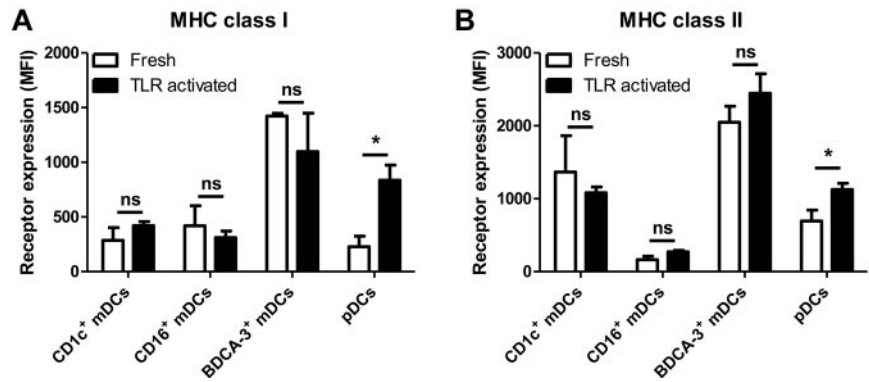 A
MHC class I
Receptor expression (MFI)
2000
1500
1000
500
0
Fresh
TLR activated
ns
ns
ns
*
CD1c+ mDCs
CD16+ mDCs
BDCA-3+ mDCs
pDCs
B
MHC class II
Receptor expression (MFI)
3000
2000
1000
0
Fresh
TLR activated
ns
ns
ns
*
CD1c+ mDCs
CD16+ mDCs
BDCA-3+ mDCs
pDCs